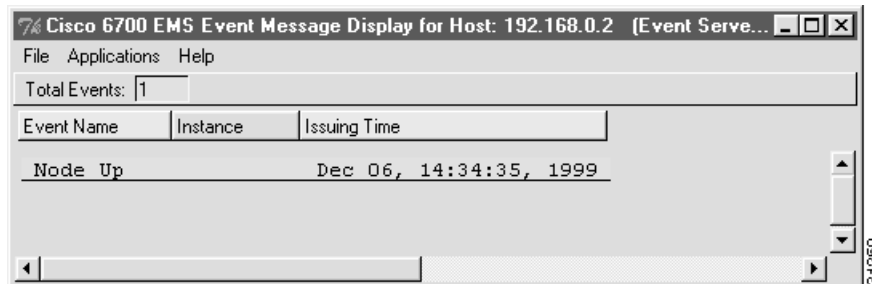 Cisco 6700 EMS Event Message Display for Host: 192.168.0.2 (Event Serve...
File Applications Help
Total Events: 1
Event Name Instance Issuing Time
Node Up Dec 06, 14:34:35, 1999